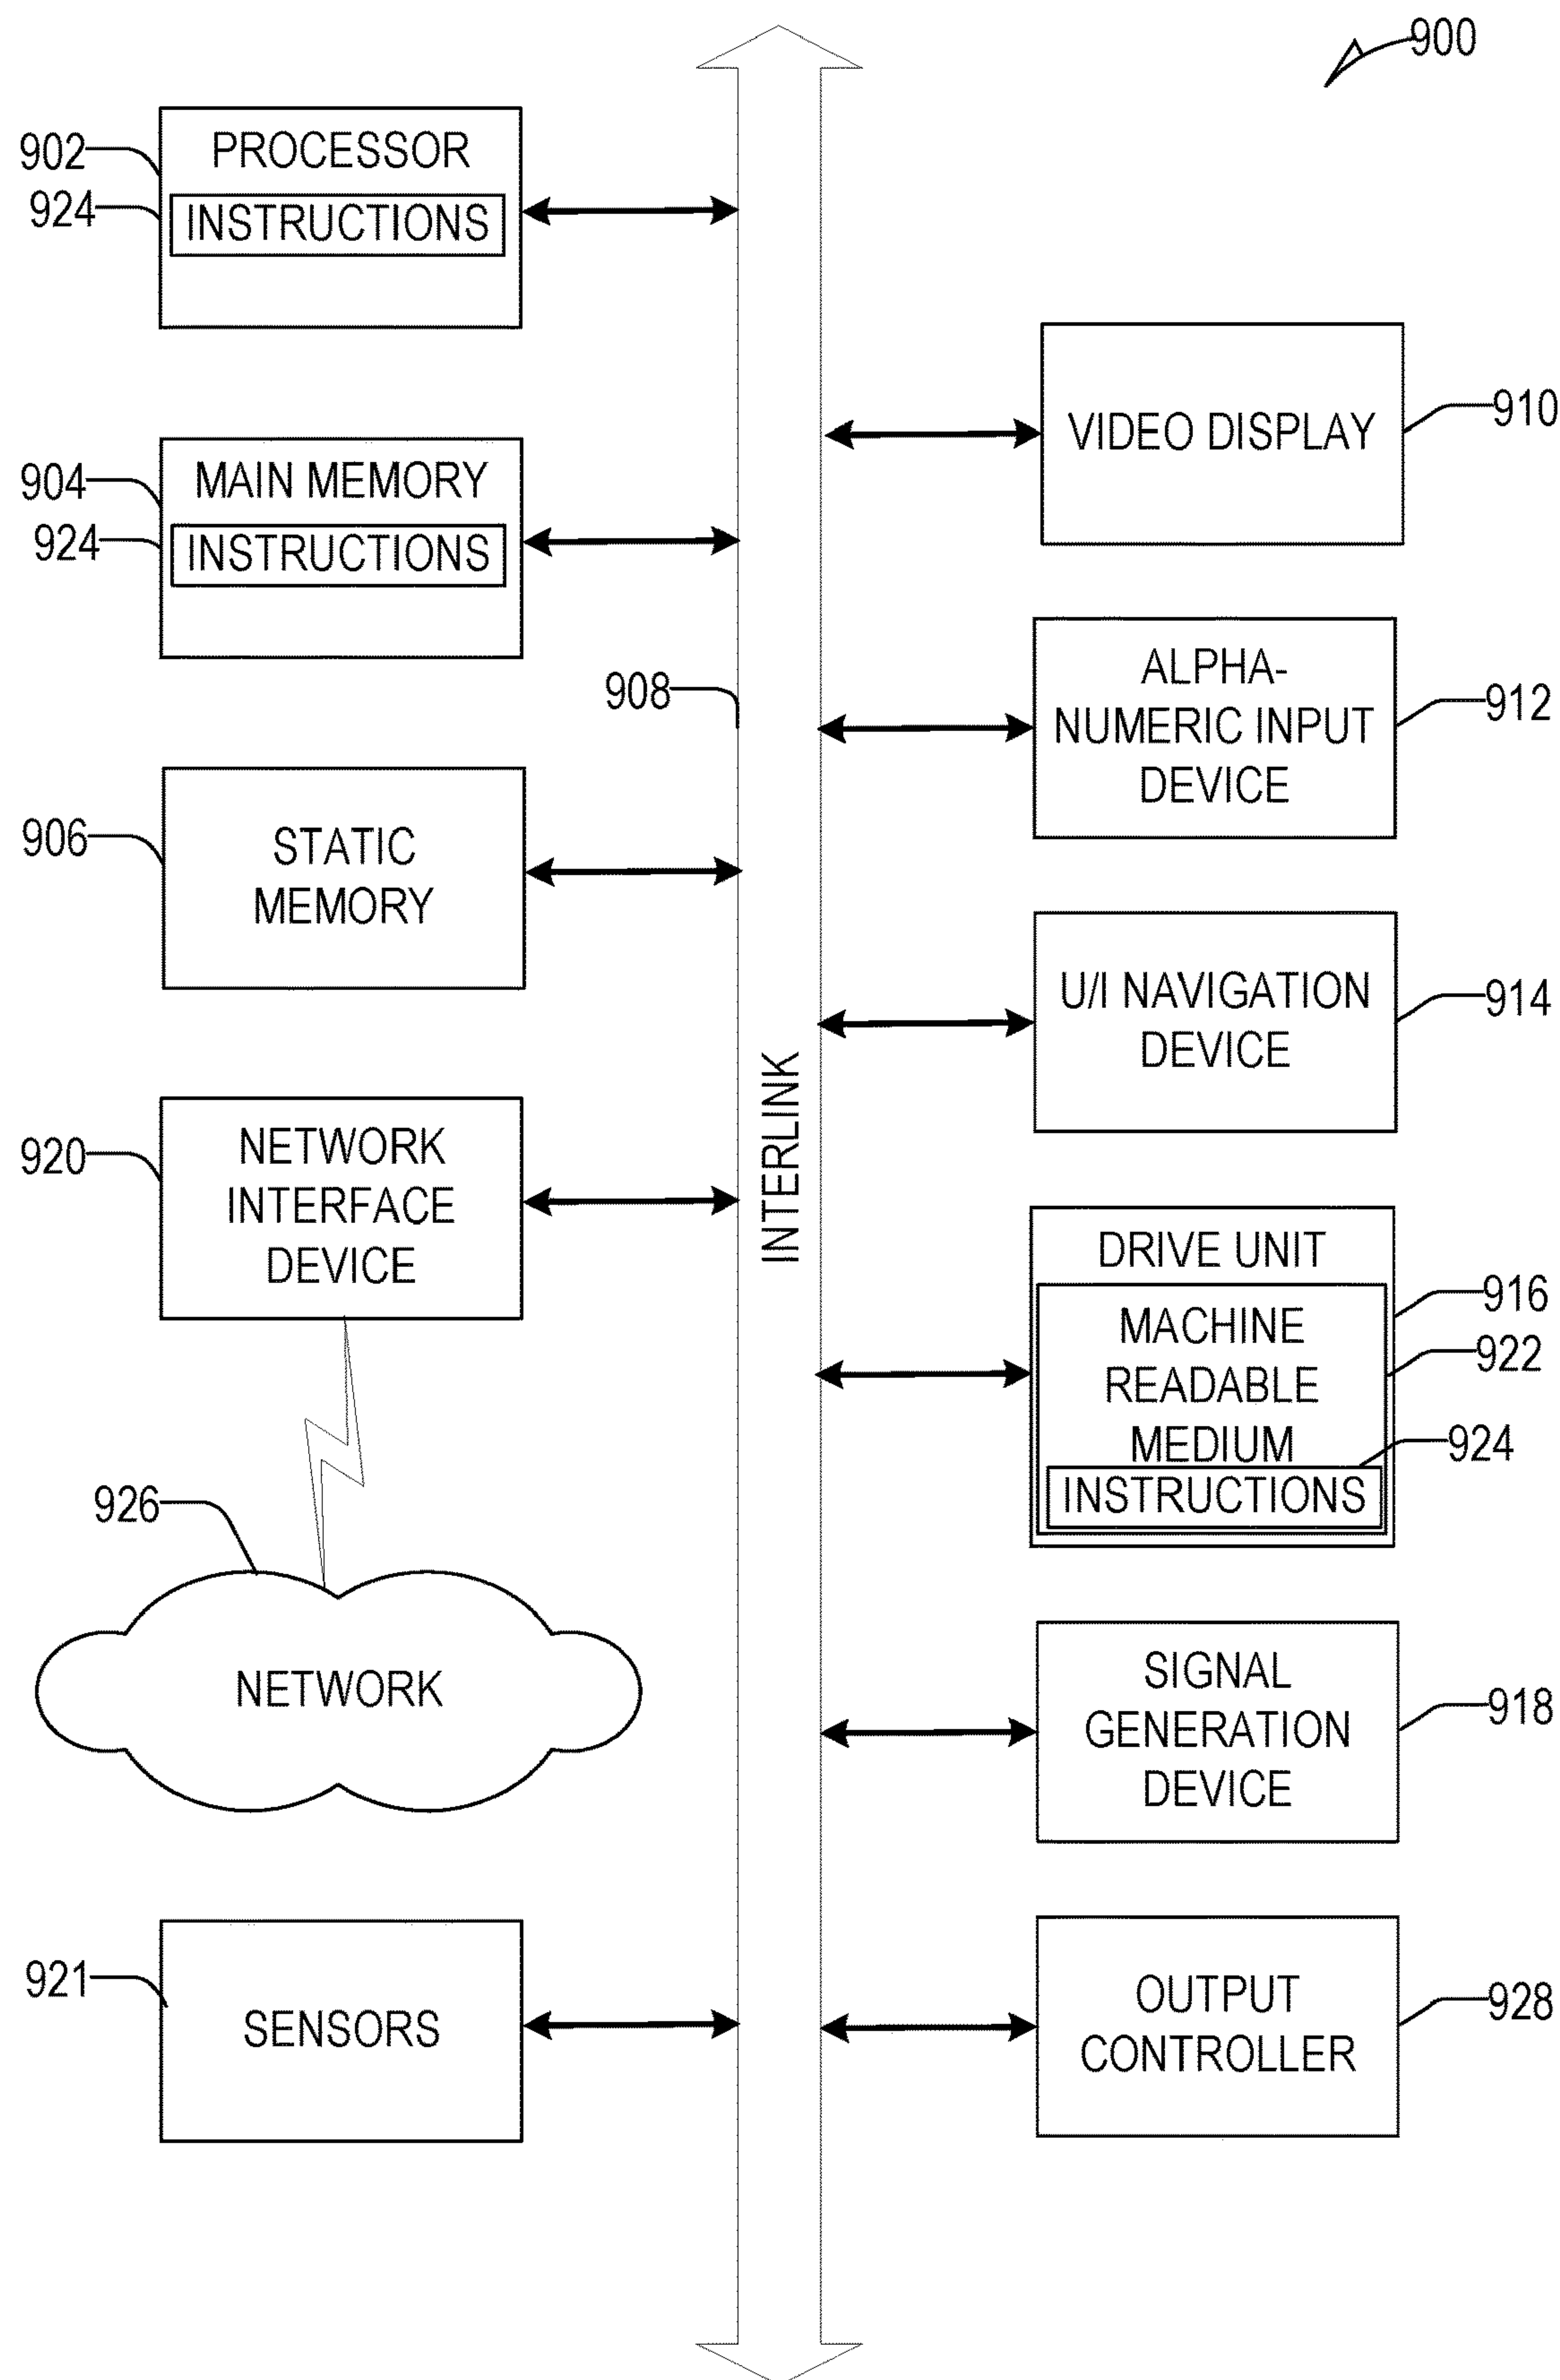 900
902
PROCESSOR
924
INSTRUCTIONS
904
MAIN MEMORY
924
INSTRUCTIONS
908
906
STATIC
MEMORY
920
NETWORK
INTERFACE
DEVICE
926
NETWORK
921
SENSORS
INTERLINK
VIDEO DISPLAY
910
ALPHA-
NUMERIC INPUT
DEVICE
912
U/I NAVIGATION
DEVICE
914
DRIVE UNIT
916
MACHINE
READABLE
MEDIUM
922
924
INSTRUCTIONS
SIGNAL
GENERATION
DEVICE
918
OUTPUT
CONTROLLER
928